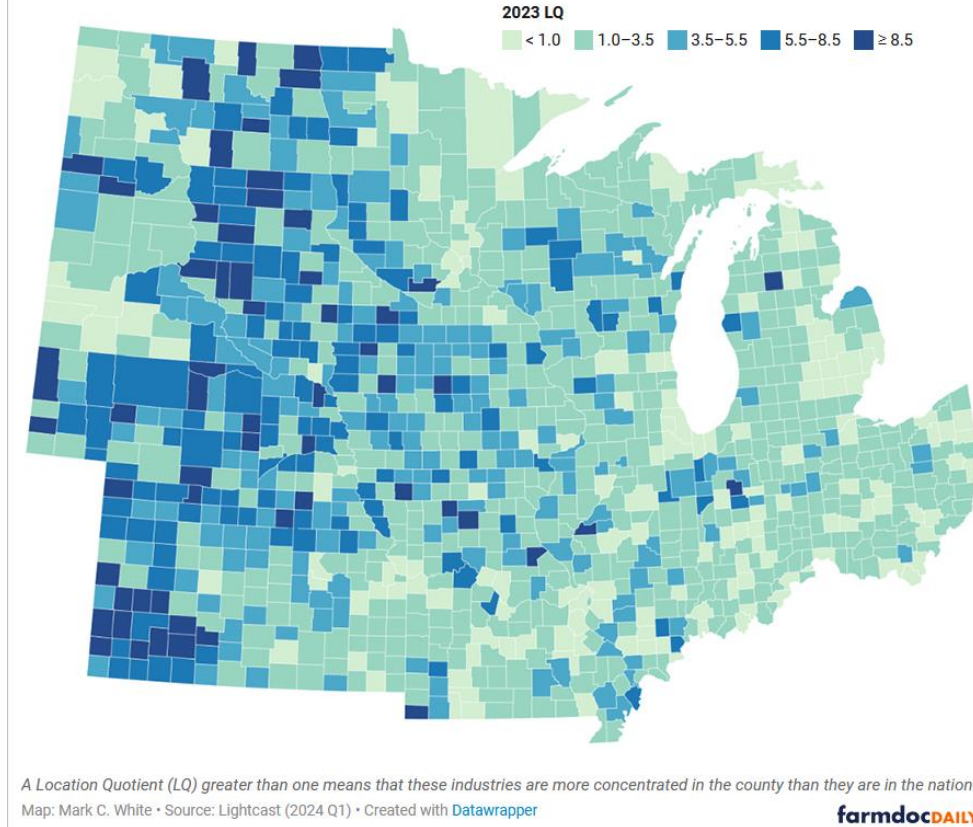 2023 LQ
< 1.0 1.0–3.5 3.5–5.5 5.5–8.5 ≥ 8.5
A Location Quotient (LQ) greater than one means that these industries are more concentrated in the county than they are in the nation
Map: Mark C. White • Source: Lightcast (2024 Q1) • Created with Datawrapper
farmdocDAILY